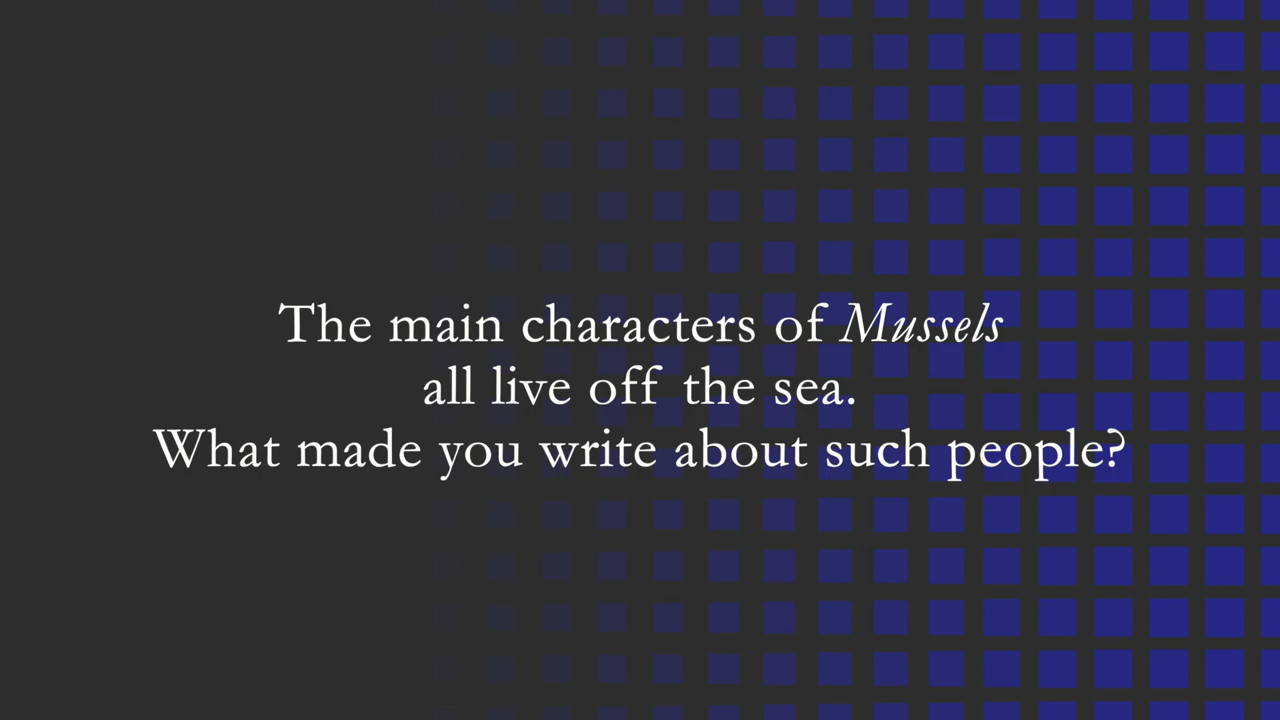 The main characters of Mussels
all live off the sea.
What made you write about such people?